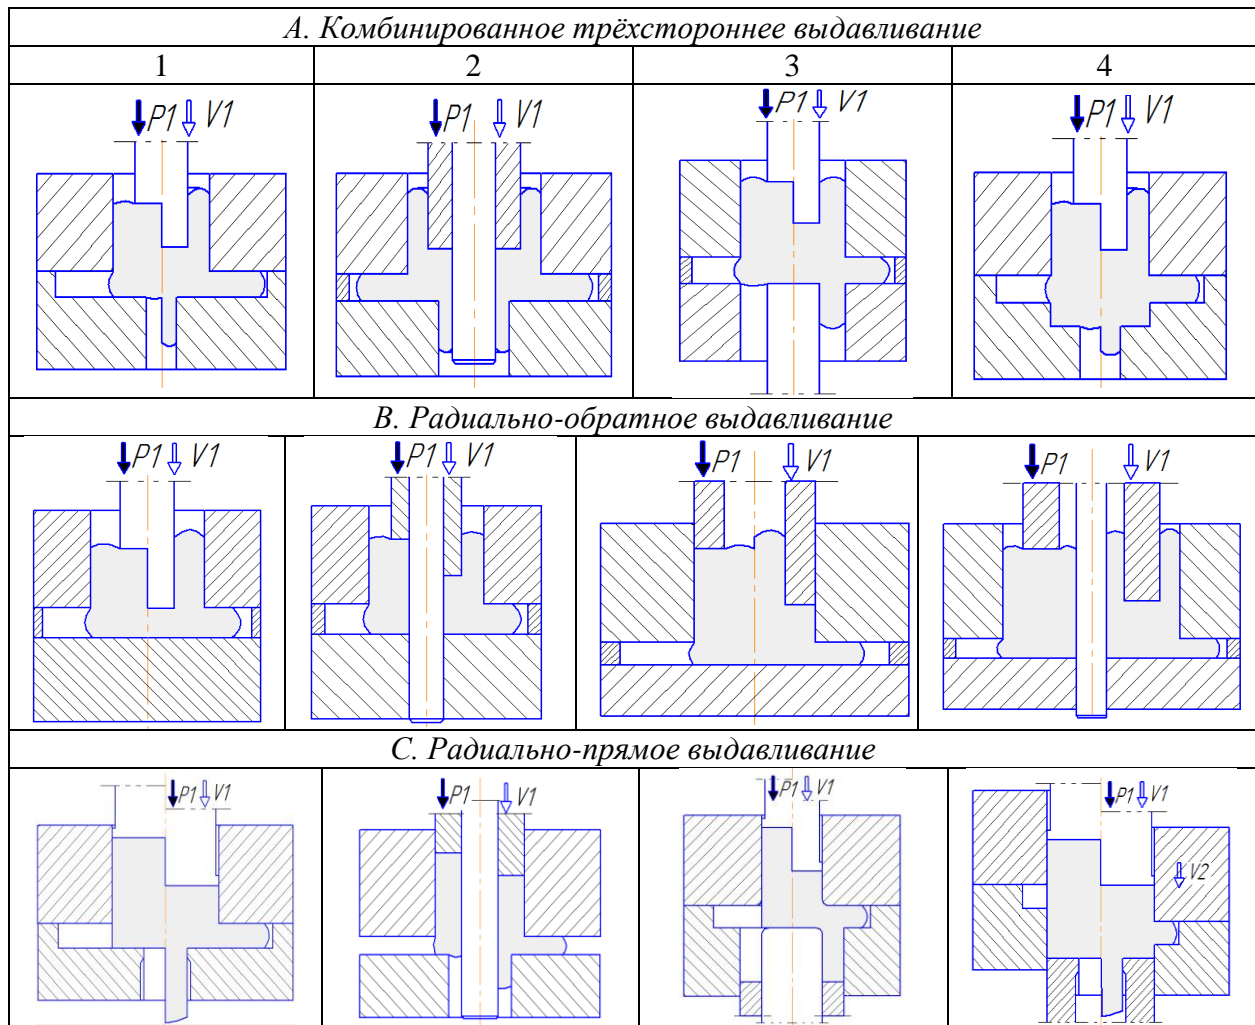 А. Комбинированное трёхстороннее выдавливание
1 2 3 4
P1 V1 P1 V1 P1 V1 P1 V1
В. Радиально-обратное выдавливание
P1 V1 P1 V1 P1 V1 P1 V1
С. Радиально-прямое выдавливание
P1 V1 P1 V1 P1 V1 P1 V1
V2